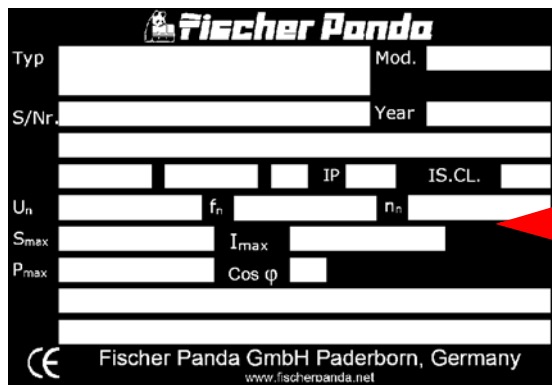 Fischer Panda
Typ Mod.
S/Nr. Year
IP IS.CL.
Un fn nn
Smax Imax
Pmax Cos φ
CE Fischer Panda GmbH Paderborn, Germany
www.fischerpanda.net